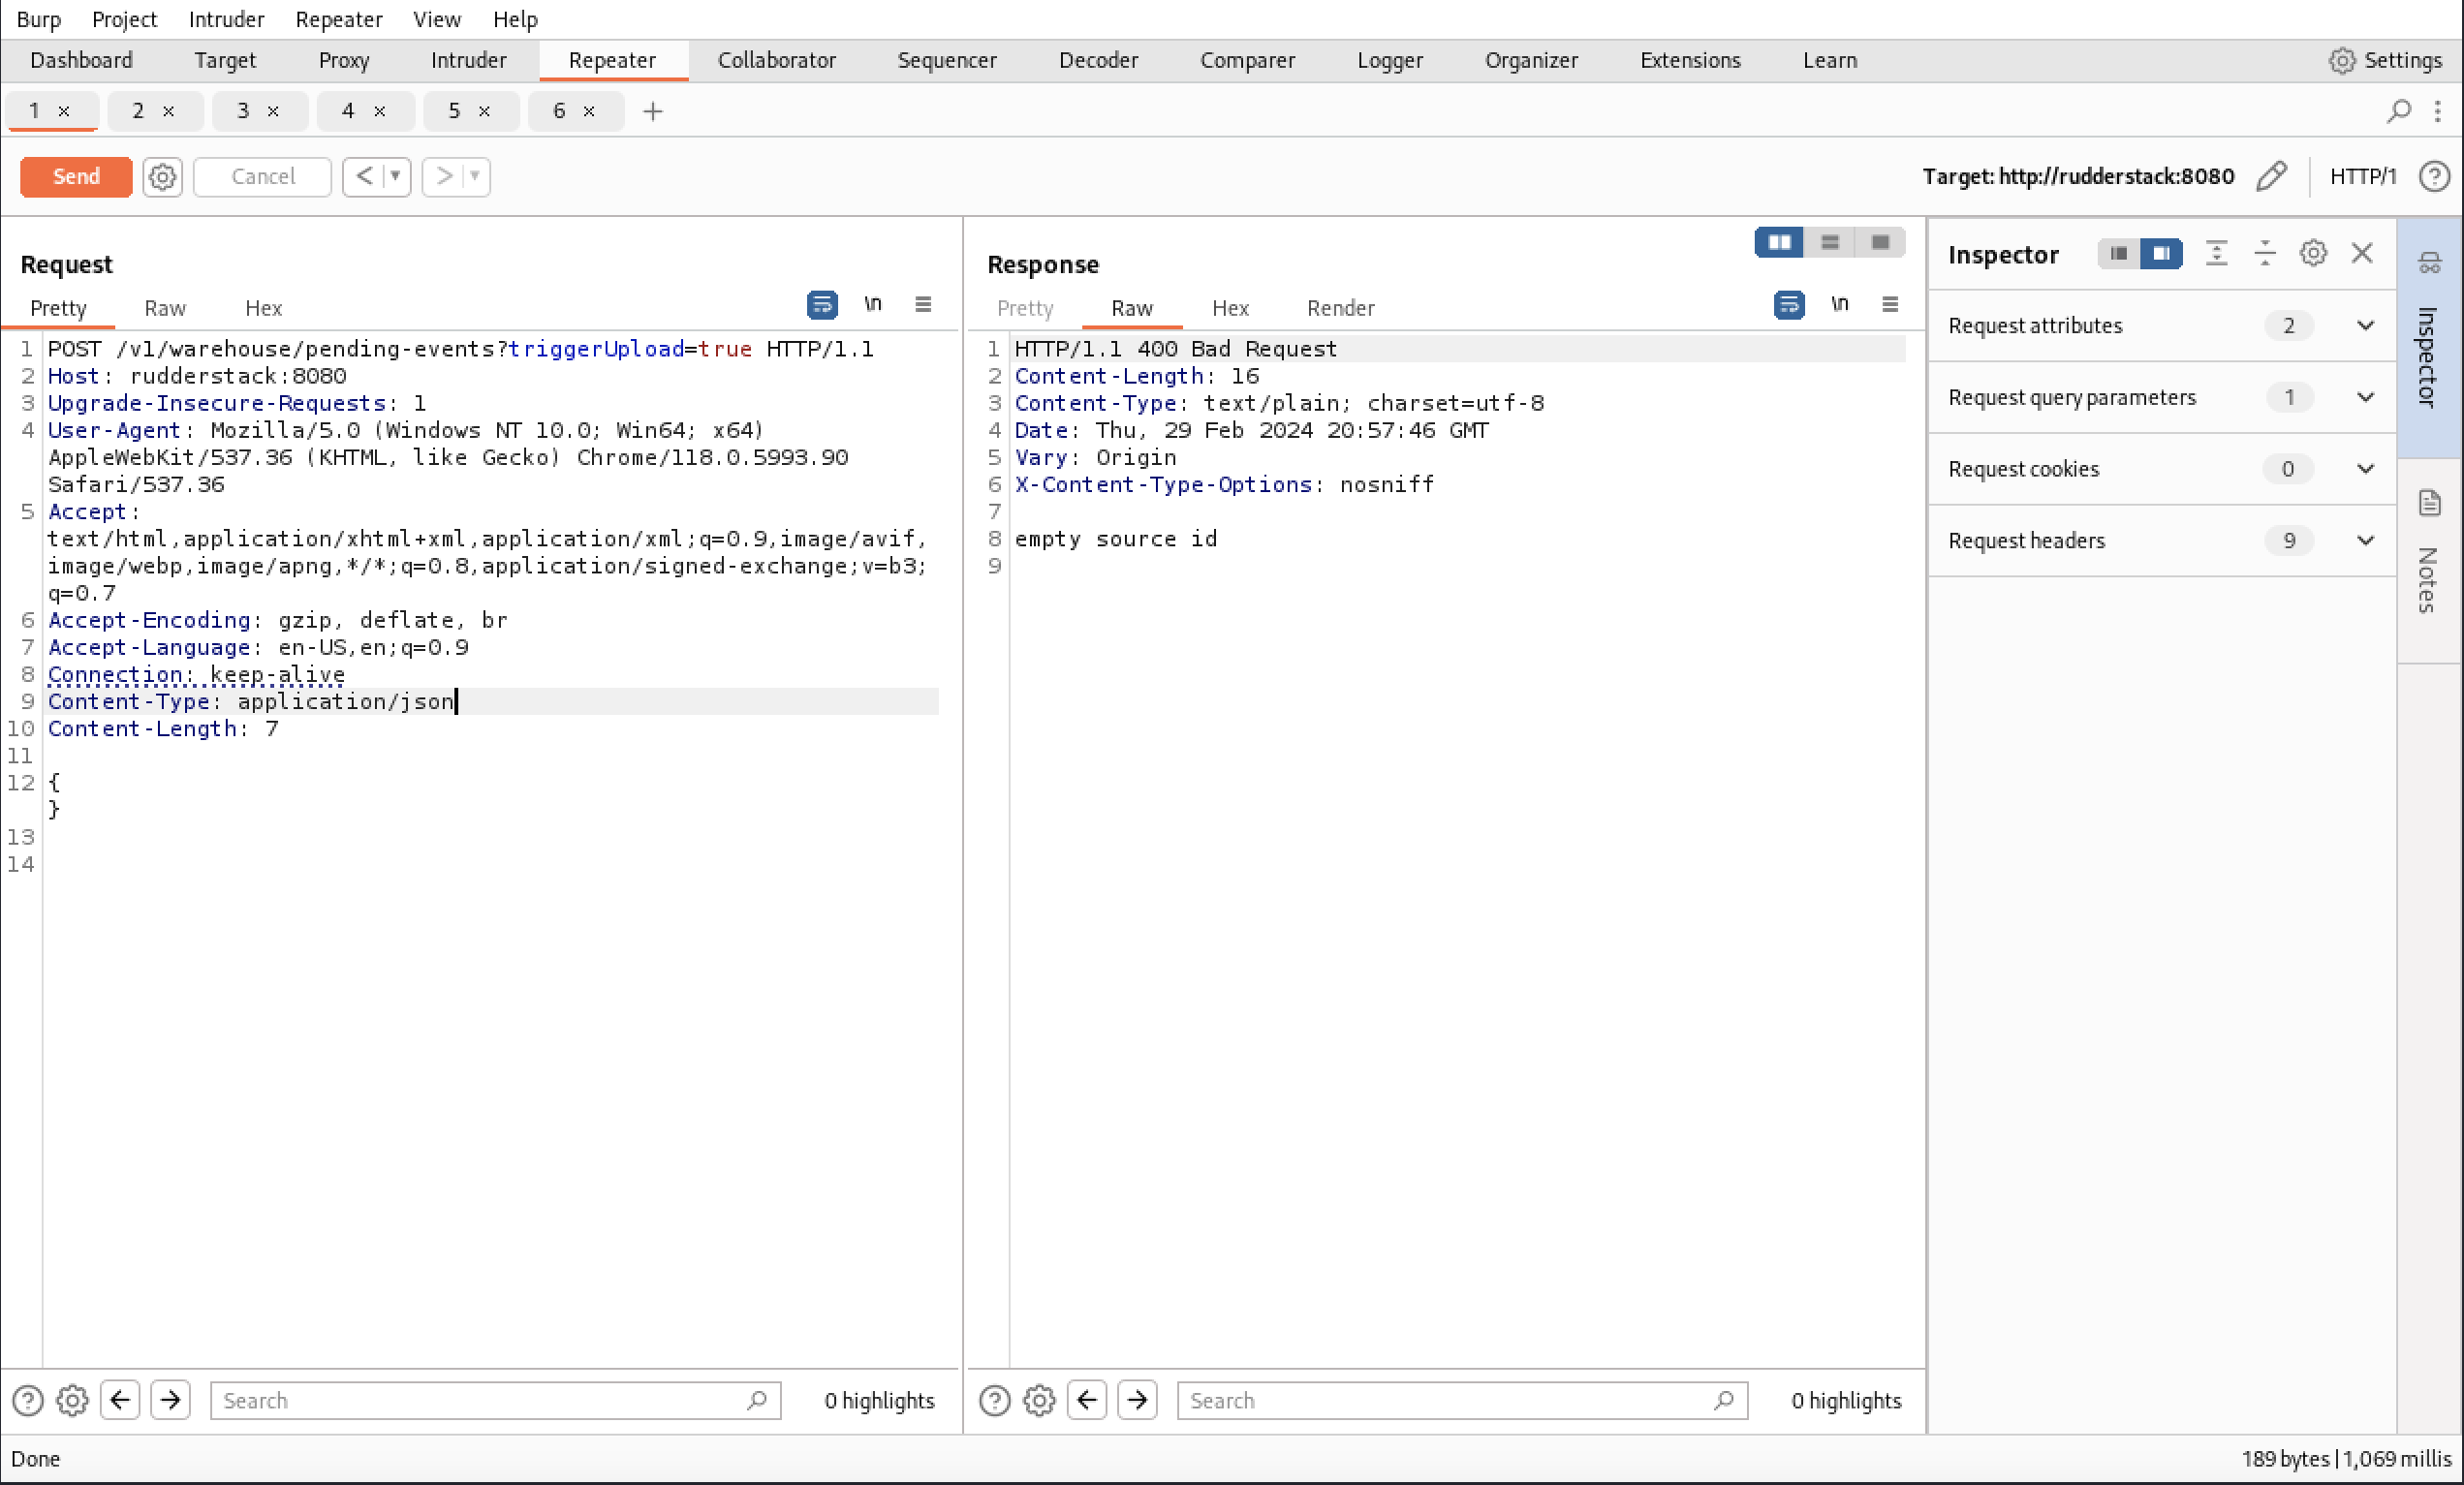 Burp Project Intruder Repeater View Help
Dashboard Target Proxy Intruder Repeater Collaborator Sequencer Decoder Comparer Logger Organizer Extensions Learn Settings
1 × 2 × 3 × 4 × 5 × 6 × +
Send Cancel < > Target: http://rudderstack:8080 HTTP/1 ?
Request
Pretty Raw Hex \n
1 POST /v1/warehouse/pending-events?triggerUpload=true HTTP/1.1
2 Host: rudderstack:8080
3 Upgrade-Insecure-Requests: 1
4 User-Agent: Mozilla/5.0 (Windows NT 10.0; Win64; x64)
AppleWebKit/537.36 (KHTML, like Gecko) Chrome/118.0.5993.90
Safari/537.36
5 Accept:
text/html,application/xhtml+xml,application/xml;q=0.9,image/avif,
image/webp,image/apng,*/*;q=0.8,application/signed-exchange;v=b3;
q=0.7
6 Accept-Encoding: gzip, deflate, br
7 Accept-Language: en-US,en;q=0.9
8 Connection: keep-alive
9 Content-Type: application/json
10 Content-Length: 7
11
12 {
}
13
14
? Search 0 highlights
Response
Pretty Raw Hex Render \n
1 HTTP/1.1 400 Bad Request
2 Content-Length: 16
3 Content-Type: text/plain; charset=utf-8
4 Date: Thu, 29 Feb 2024 20:57:46 GMT
5 Vary: Origin
6 X-Content-Type-Options: nosniff
7
8 empty source id
9
? Search 0 highlights
Inspector
Request attributes 2
Request query parameters 1
Request cookies 0
Request headers 9
Inspector
Notes
Done 189 bytes | 1,069 millis